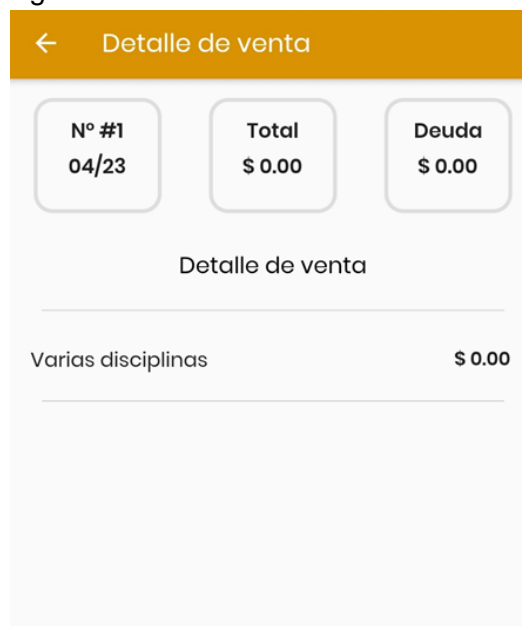 ← Detalle de venta
Nº #1
04/23
Total
$ 0.00
Deuda
$ 0.00
Detalle de venta
Varias disciplinas $ 0.00